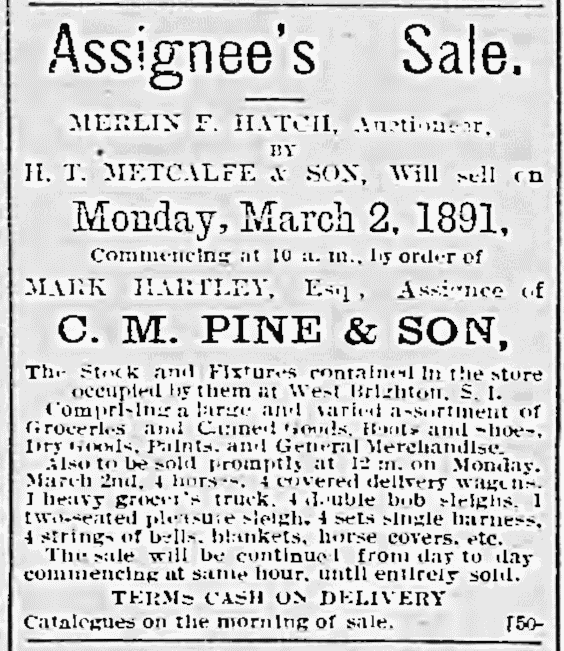 Assignee's Sale.
MERLIN F. HATCH, Auctioneer,
BY
H. T. METCALFE & SON, Will sell on
Monday, March 2, 1891,
Commencing at 10 a. m., by order of
MARK HARTLEY, Esq., Assignee of
C. M. PINE & SON,
The Stock and Fixtures contained in the store
occupied by them at West Brighton, S. I.
Comprising a large and varied assortment of
Groceries and Canned Goods, Boots and Shoes,
Dry Goods, Paints, and General Merchandise.
Also to be sold promptly at 12 m. on Monday,
March 2nd, 4 horses, 4 covered delivery wagons,
1 heavy grocer's truck, 4 double bob sleighs, 1
two-seated pleasure sleigh, 4 sets single harness,
4 strings of bells, blankets, horse covers, etc.
The sale will be continued from day to day
commencing at same hour, until entirely sold.
TERMS CASH ON DELIVERY
Catalogues on the morning of sale. 150-